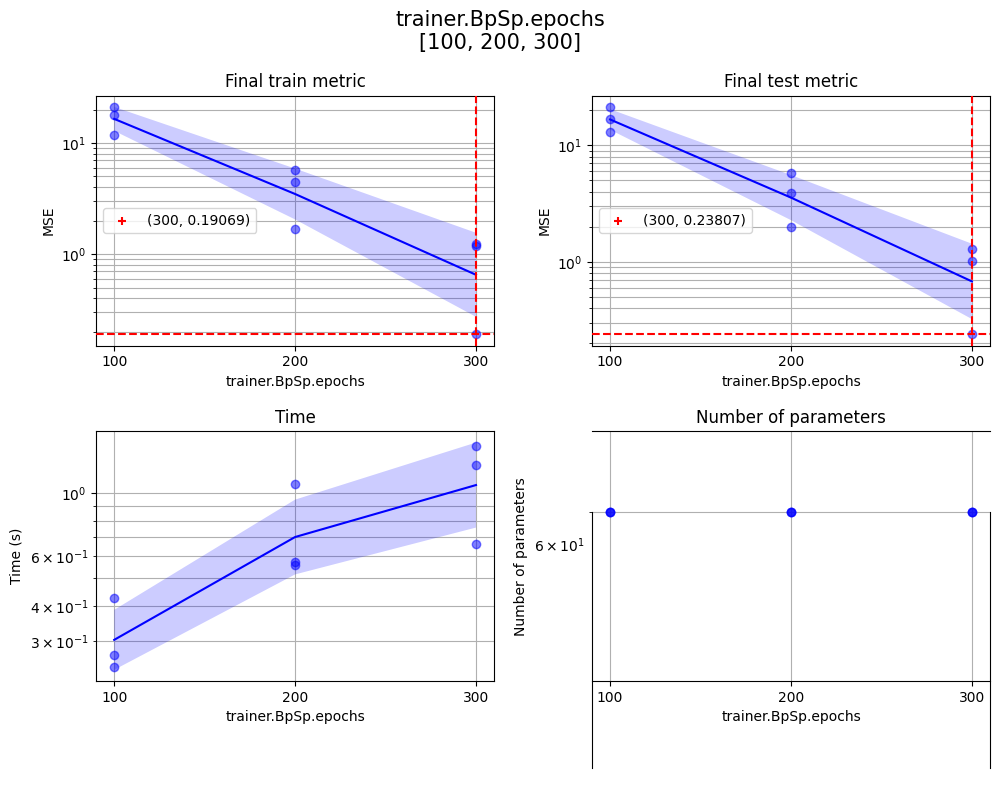 trainer.BpSp.epochs
[100, 200, 300]
Final train metric
MSE
10¹
10⁰
(300, 0.19069)
100 200 300
trainer.BpSp.epochs
Final test metric
MSE
10¹
10⁰
(300, 0.23807)
100 200 300
trainer.BpSp.epochs
Time
Time (s)
10⁰
6 × 10⁻¹
4 × 10⁻¹
3 × 10⁻¹
100 200 300
trainer.BpSp.epochs
Number of parameters
Number of parameters
6 × 10¹
100 200 300
trainer.BpSp.epochs